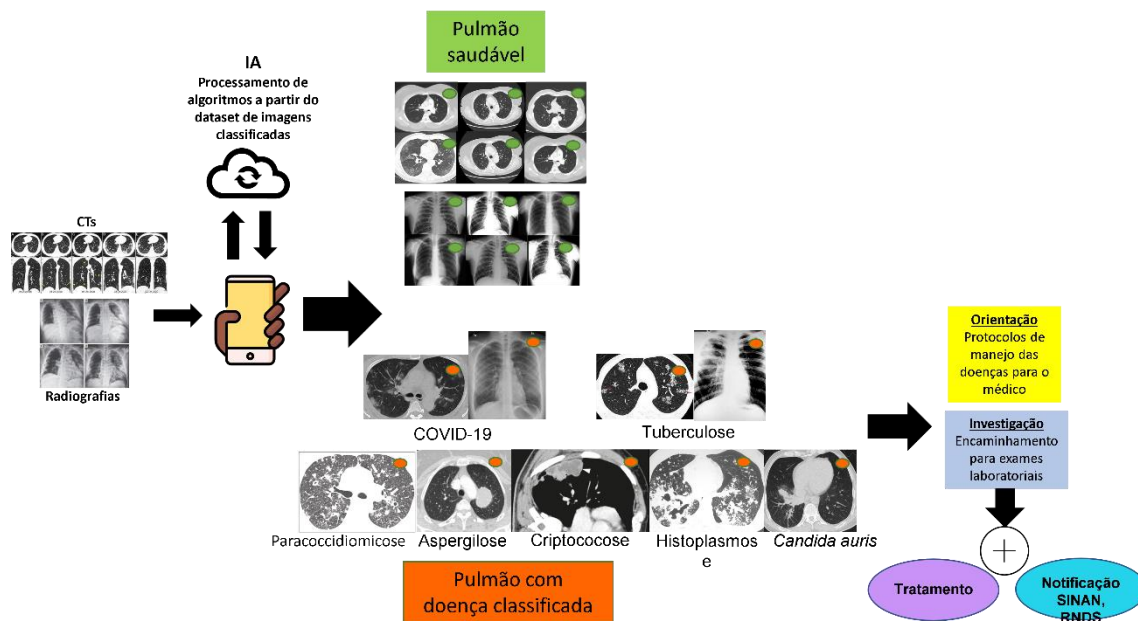 IA
Processamento de
algoritmos a partir do
dataset de imagens
classificadas
CTs
Radiografias
Pulmão
saudável
COVID-19
Tuberculose
Paracoccidiomicose
Aspergilose
Criptococose
Histoplasmos
e
Candida auris
Pulmão com
doença classificada
Orientação
Protocolos de
manejo das
doenças para o
médico
Investigação
Encaminhamento
para exames
laboratoriais
Tratamento
Notificação
SINAN,
RNDS